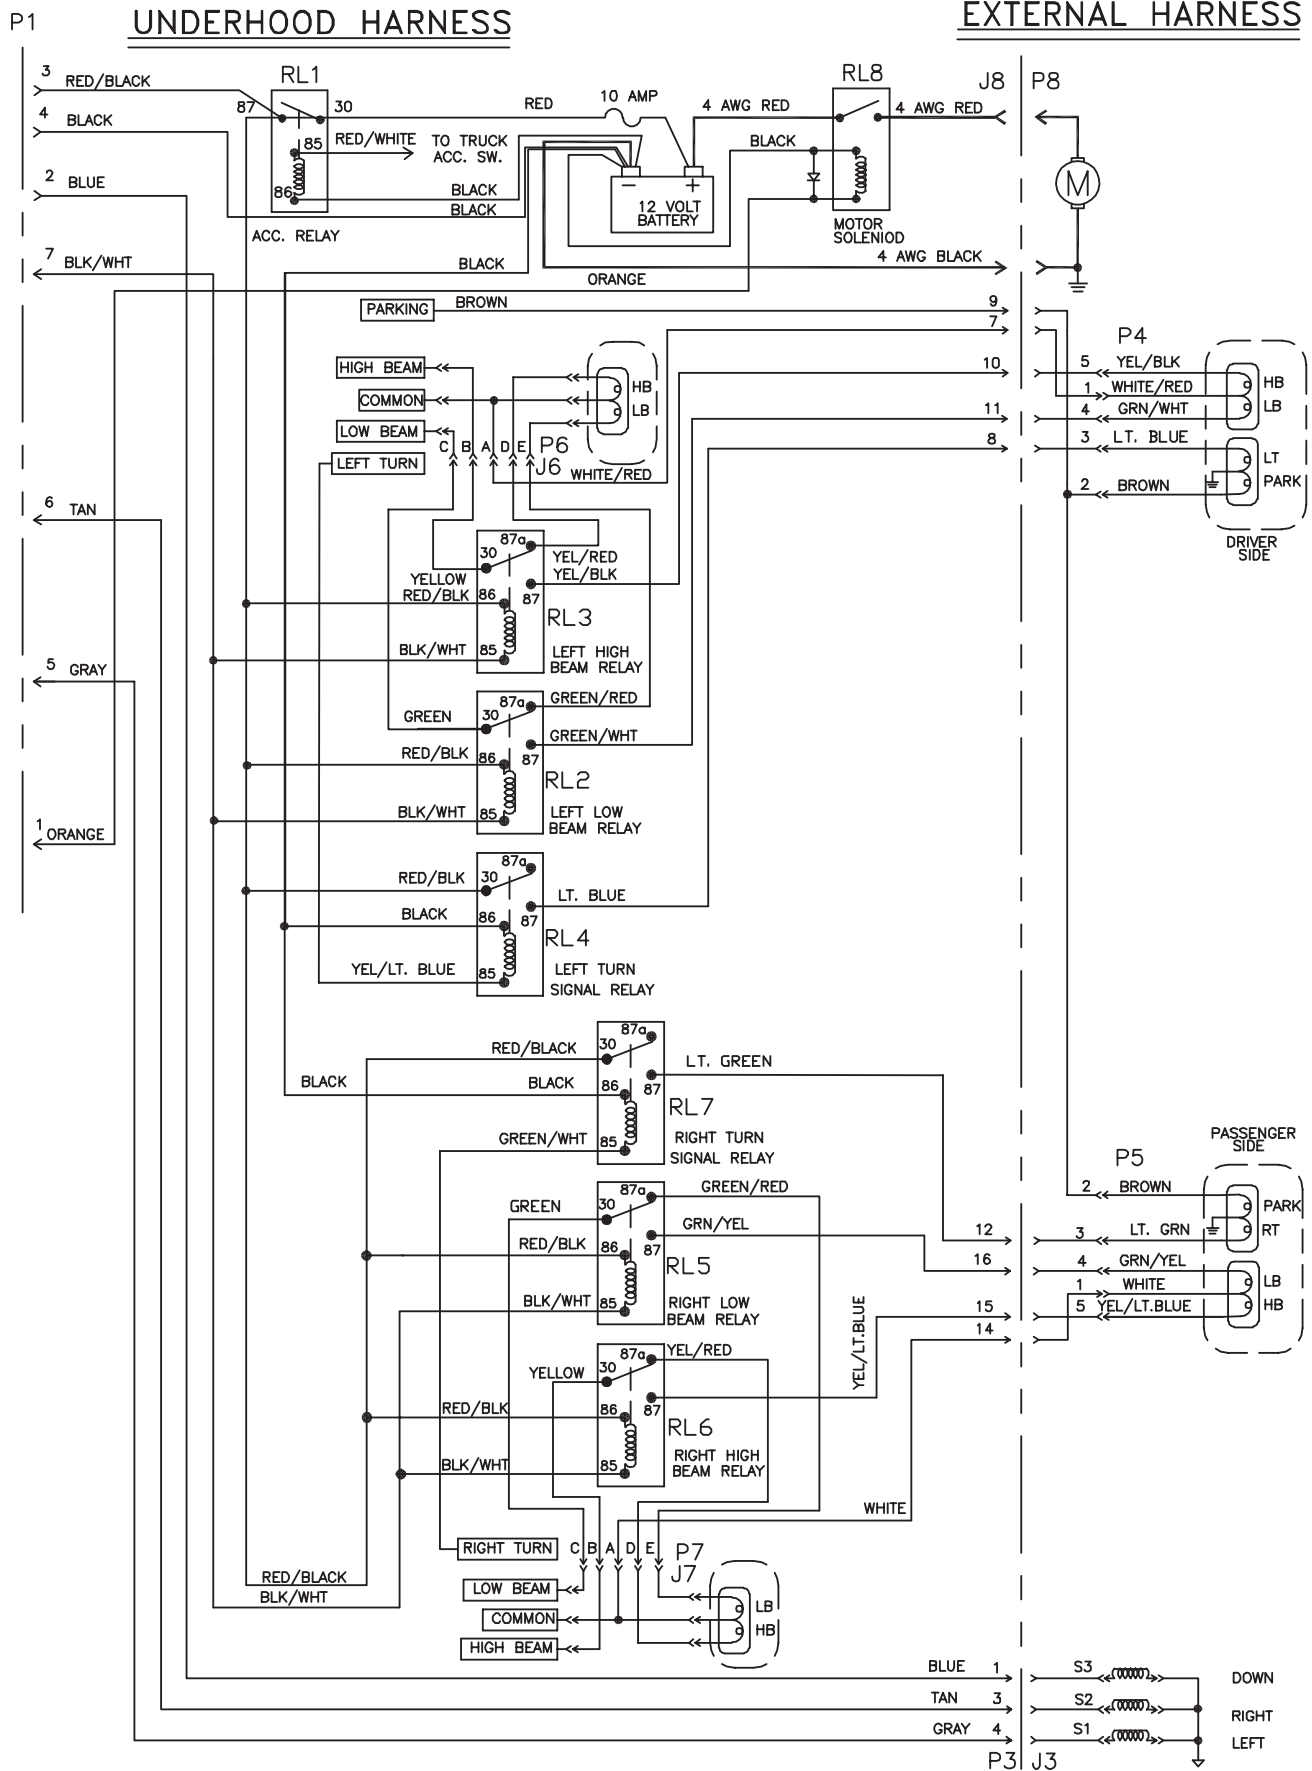 P1
UNDERHOOD HARNESS
EXTERNAL HARNESS
3 RED/BLACK
RL1
10 AMP
RL8
J8
P8
87
30
RED
4 AWG RED
4 AWG RED
4 BLACK
85
RED/WHITE
TO TRUCK
ACC. SW.
BLACK
M
2 BLUE
86
BLACK
BLACK
− +
12 VOLT
BATTERY
MOTOR
SOLENIOD
ACC. RELAY
7 BLK/WHT
BLACK
4 AWG BLACK
ORANGE
PARKING
BROWN
9
7
P4
HIGH BEAM
COMMON
LOW BEAM
LEFT TURN
HB
LB
10
11
8
5 YEL/BLK
1 WHITE/RED
4 GRN/WHT
3 LT. BLUE
2 BROWN
HB
LB
LT
PARK
DRIVER
SIDE
C B A D E
P6
J6
WHITE/RED
6 TAN
87a
30
YEL/RED
YEL/BLK
YELLOW
RED/BLK
86
87
RL3
BLK/WHT
85
LEFT HIGH
BEAM RELAY
5 GRAY
87a
GREEN/RED
GREEN
30
GREEN/WHT
RED/BLK
86
87
RL2
BLK/WHT
85
LEFT LOW
BEAM RELAY
1 ORANGE
87a
RED/BLK
30
LT. BLUE
BLACK
86
87
RL4
YEL/LT. BLUE
85
LEFT TURN
SIGNAL RELAY
87a
RED/BLACK
30
LT. GREEN
BLACK
BLACK
86
87
RL7
GREEN/WHT
85
RIGHT TURN
SIGNAL RELAY
PASSENGER
SIDE
P5
87a
GREEN/RED
GREEN
30
GRN/YEL
RED/BLK
86
87
RL5
BLK/WHT
85
RIGHT LOW
BEAM RELAY
2 BROWN
PARK
12
3 LT. GRN
RT
16
4 GRN/YEL
LB
1 WHITE
15
5 YEL/LT.BLUE
HB
14
YEL/LT.BLUE
87a
YEL/RED
YELLOW
30
RED/BLK
86
87
RL6
BLK/WHT
85
RIGHT HIGH
BEAM RELAY
WHITE
RIGHT TURN
C B A D E
P7
J7
RED/BLACK
BLK/WHT
LOW BEAM
COMMON
HIGH BEAM
LB
HB
BLUE 1
S3
DOWN
TAN 3
S2
RIGHT
GRAY 4
S1
LEFT
P3
J3